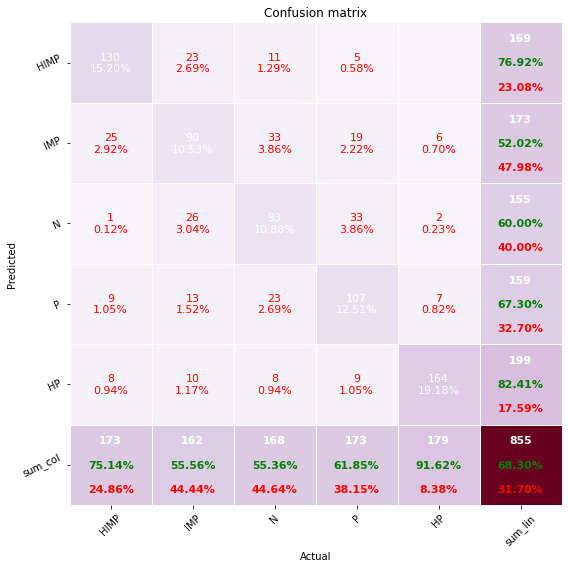 Confusion matrix
Predicted
HIMP
130 23 11 5 169
15.20% 2.69% 1.29% 0.58% 76.92%
23.08%
IMP
25 90 33 19 6 173
2.92% 10.53% 3.86% 2.22% 0.70% 52.02%
47.98%
N
1 26 93 33 2 155
0.12% 3.04% 10.88% 3.86% 0.23% 60.00%
40.00%
P
9 13 23 107 7 159
1.05% 1.52% 2.69% 12.51% 0.82% 67.30%
32.70%
HP
8 10 8 9 164 199
0.94% 1.17% 0.94% 1.05% 19.18% 82.41%
17.59%
sum_col
173 162 168 173 179 855
75.14% 55.56% 55.36% 61.85% 91.62% 68.30%
24.86% 44.44% 44.64% 38.15% 8.38% 31.70%
HIMP IMP N P HP sum_lin
Actual